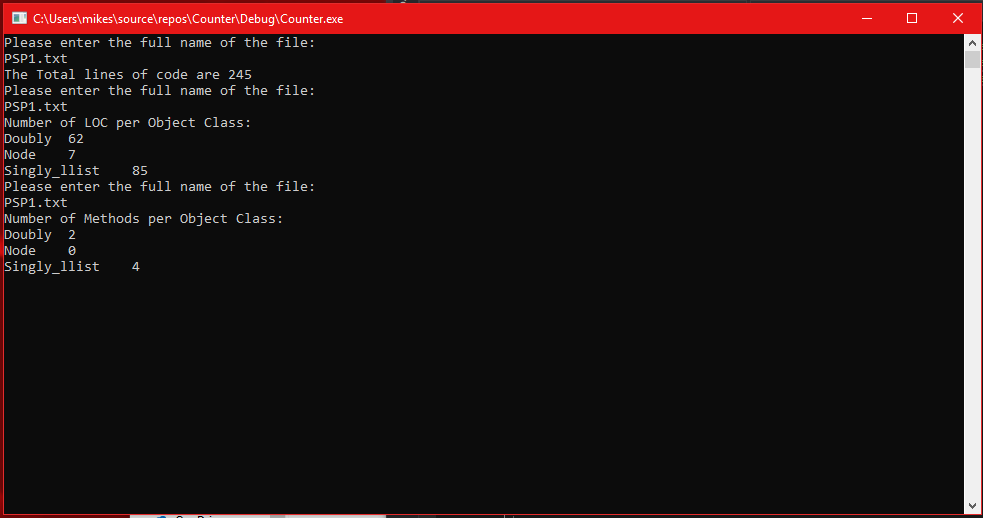 C:\Users\mikes\source\repos\Counter\Debug\Counter.exe
Please enter the full name of the file:
PSP1.txt
The Total lines of code are 245
Please enter the full name of the file:
PSP1.txt
Number of LOC per Object Class:
Doubly  62
Node    7
Singly_llist    85
Please enter the full name of the file:
PSP1.txt
Number of Methods per Object Class:
Doubly  2
Node    0
Singly_llist    4